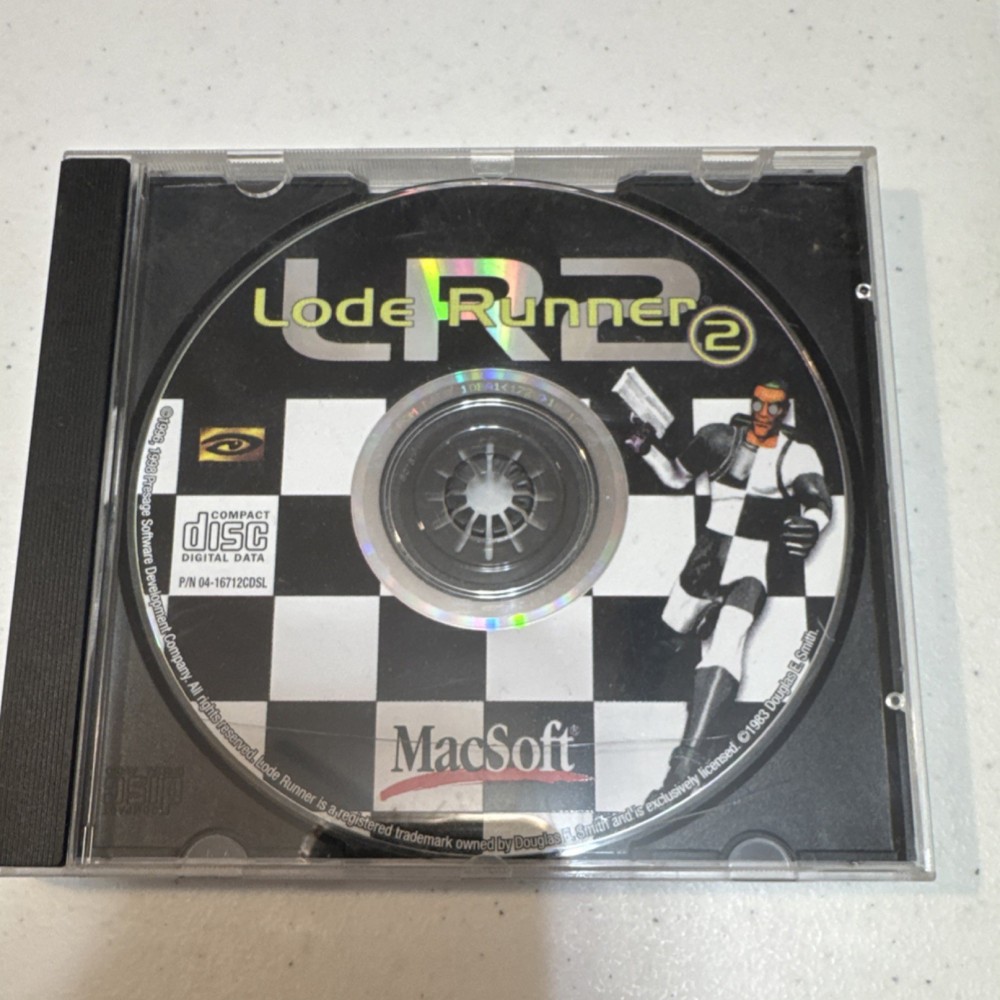 LR2
Lode Runner 2
COMPACT
disc
DIGITAL DATA
P/N 04-16712CDSL
MacSoft®
Presage Software Development Company. All rights reserved. Lode Runner is a registered trademark owned by Douglas E. Smith and is exclusively licensed. ©1983 Douglas E. Smith.